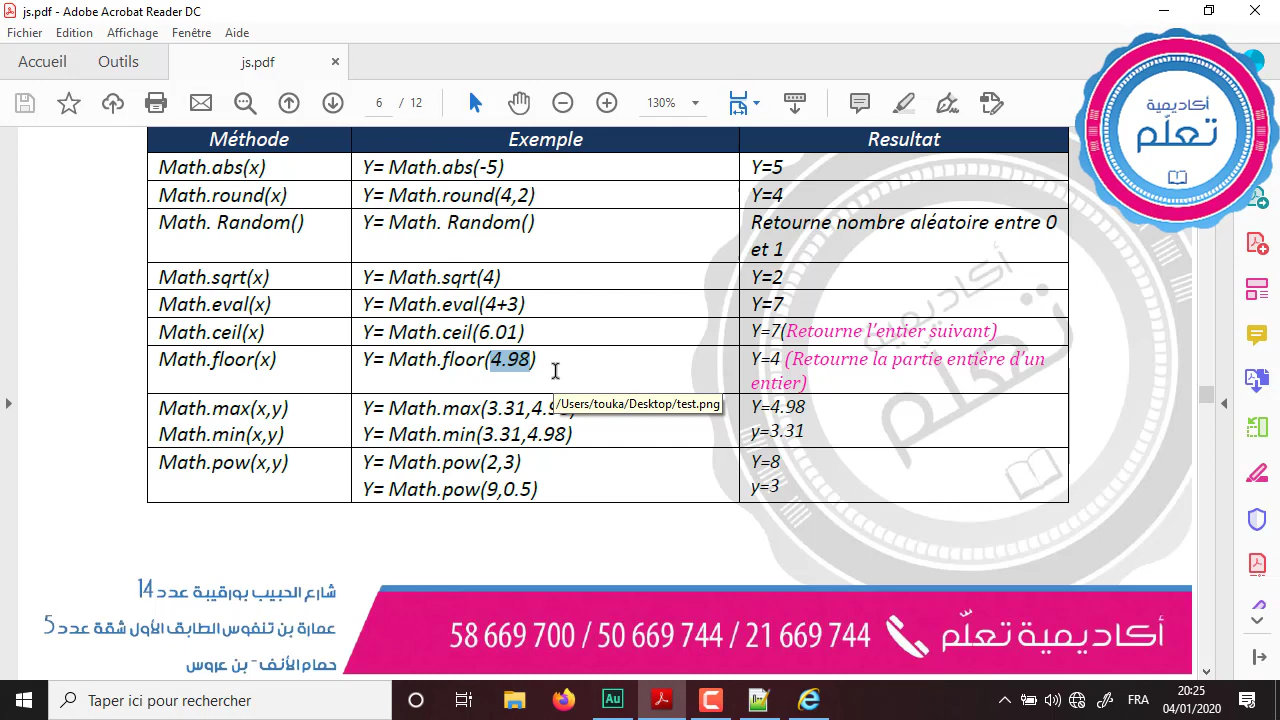 js.pdf - Adobe Acrobat Reader DC
Fichier Edition Affichage Fenêtre Aide
Accueil Outils js.pdf
6 / 12 130%
أكاديمية
تعلّم
Méthode Exemple Resultat
Math.abs(x) Y= Math.abs(-5) Y=5
Math.round(x) Y= Math.round(4,2) Y=4
Math. Random() Y= Math. Random() Retourne nombre aléatoire entre 0
et 1
Math.sqrt(x) Y= Math.sqrt(4) Y=2
Math.eval(x) Y= Math.eval(4+3) Y=7
Math.ceil(x) Y= Math.ceil(6.01) Y=7(Retourne l'entier suivant)
Math.floor(x) Y= Math.floor(4.98) Y=4 (Retourne la partie entière d'un
entier)
/Users/touka/Desktop/test.png
Math.max(x,y) Y= Math.max(3.31,4.9 Y=4.98
Math.min(x,y) Y= Math.min(3.31,4.98) y=3.31
Math.pow(x,y) Y= Math.pow(2,3) Y=8
Y= Math.pow(9,0.5) y=3
أكاديمية
تعلّم
شارع الحبيب بورقيبة عدد 14
عمارة بن تنفوس الطابق الأول شقة عدد 5
حمام الأنف - بن عروس
58 669 700 / 50 669 744 / 21 669 744
أكاديمية تعلّم
Taper ici pour rechercher
Au
FRA
20:25
04/01/2020